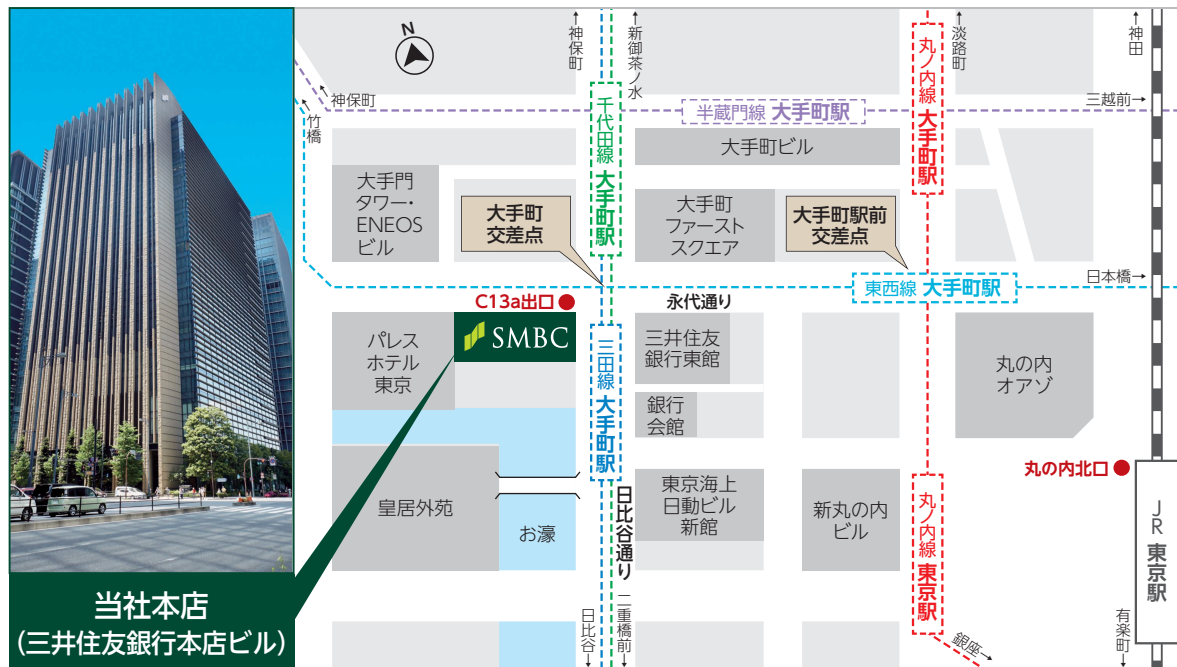 N
←神保町
←新御茶ノ水
←淡路町
←神田
←神保町
←竹橋
半蔵門線 大手町駅
三越前→
千代田線 大手町駅
丸ノ内線 大手町駅
大手町ビル
大手門
タワー・
ENEOS
ビル
大手町
交差点
大手町
ファースト
スクエア
大手町駅前
交差点
日本橋→
東西線 大手町駅
C13a出口
永代通り
パレス
ホテル
東京
SMBC
三田線 大手町駅
三井住友
銀行東館
銀行
会館
丸の内
オアゾ
丸の内北口
皇居外苑
お濠
日比谷通り
東京海上
日動ビル
新館
新丸の内
ビル
丸ノ内線 東京駅
JR 東京駅
日比谷→
二重橋前→
銀座→
有楽町→
当社本店
(三井住友銀行本店ビル)